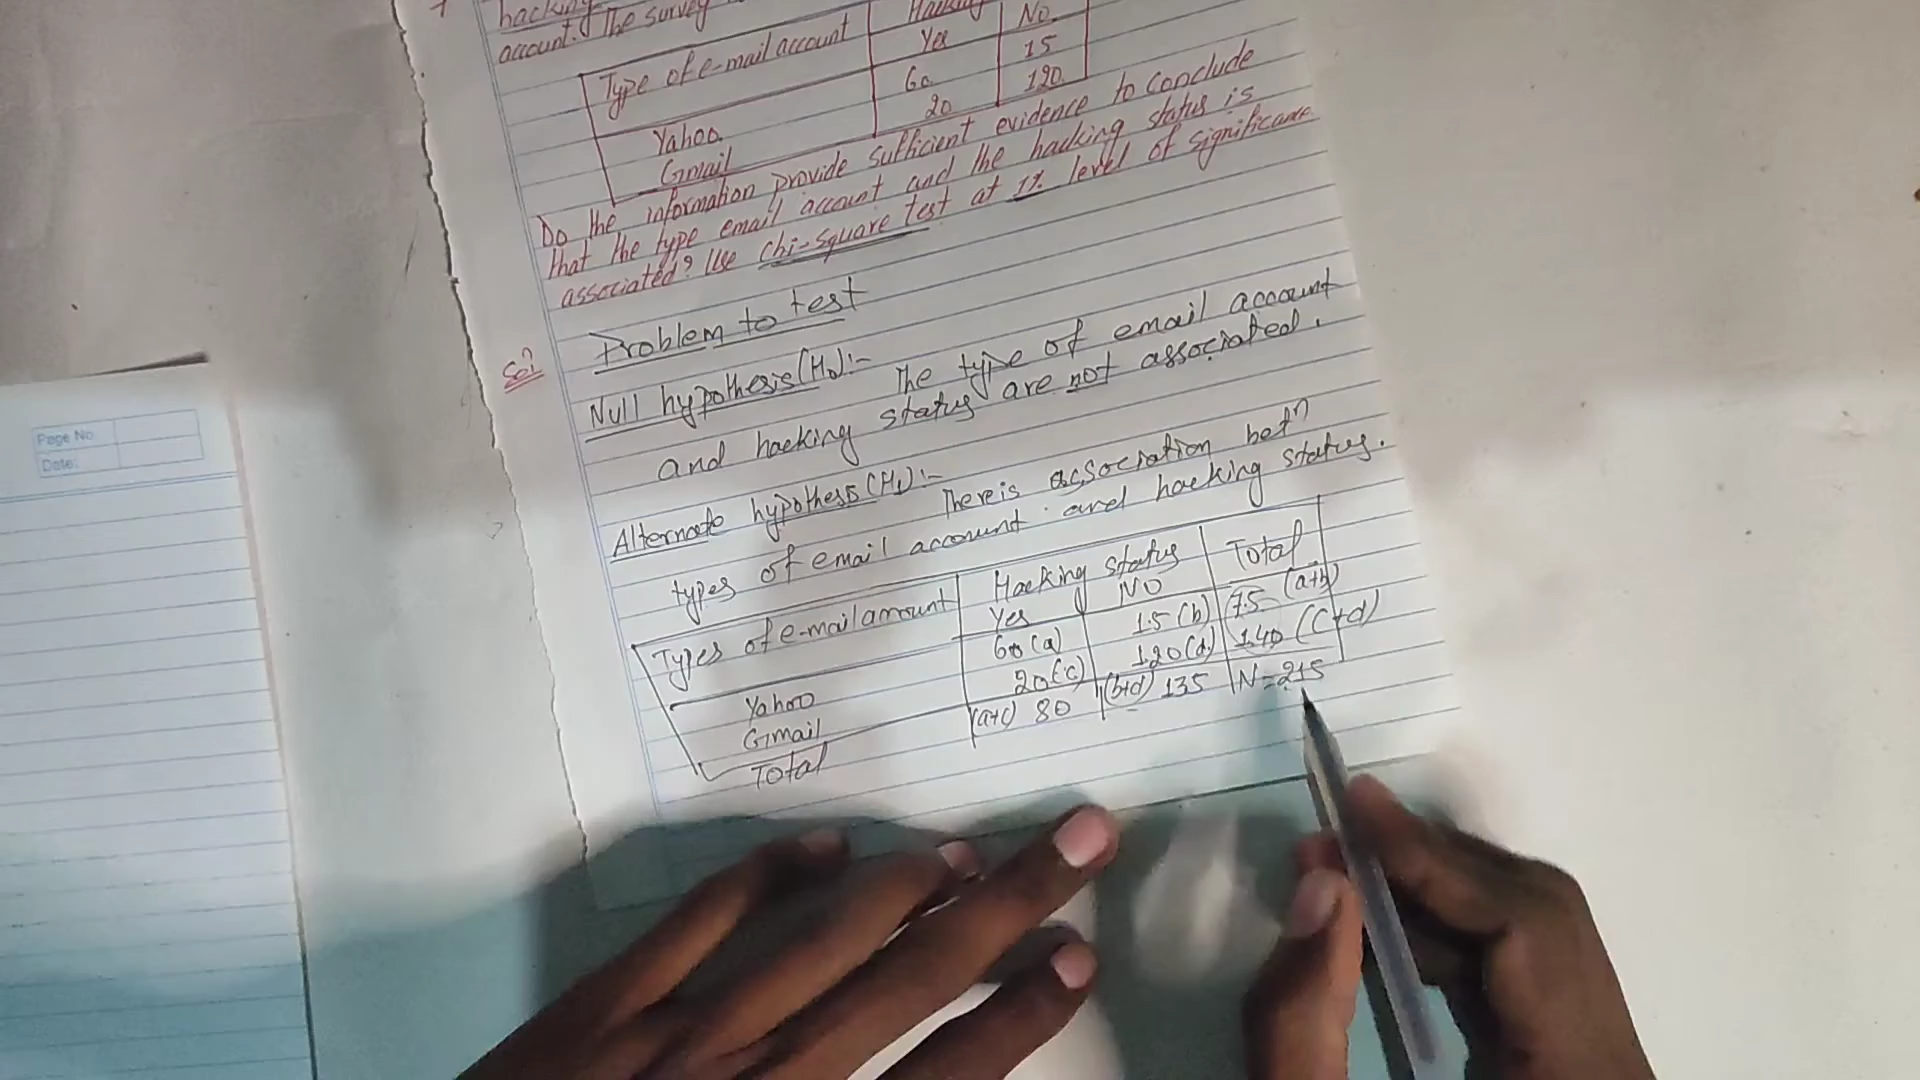 hacking
account. The survey
Type of e-mail account Hacking
Yes No.
60 15
20 120
Yahoo
Gmail
Do the information provide sufficient evidence to conclude
that the type email account and the hacking status is
associated? Use Chi-square test at 1% level of significance.
Sol?
Problem to test
Null hypothesis (H0):- The type of email account
and hacking status are not associated.
Alternate hypothesis (H1):- There is association betn
types of email account and hacking status.
Types of e-mail amount Hacking status Total
Yes NO
Yahoo 60 (a) 15 (b) 75 (a+b)
Gmail 20 (c) 120 (d) 140 (c+d)
Total (a+c) 80 (b+d) 135 N=215
Page No
Date: